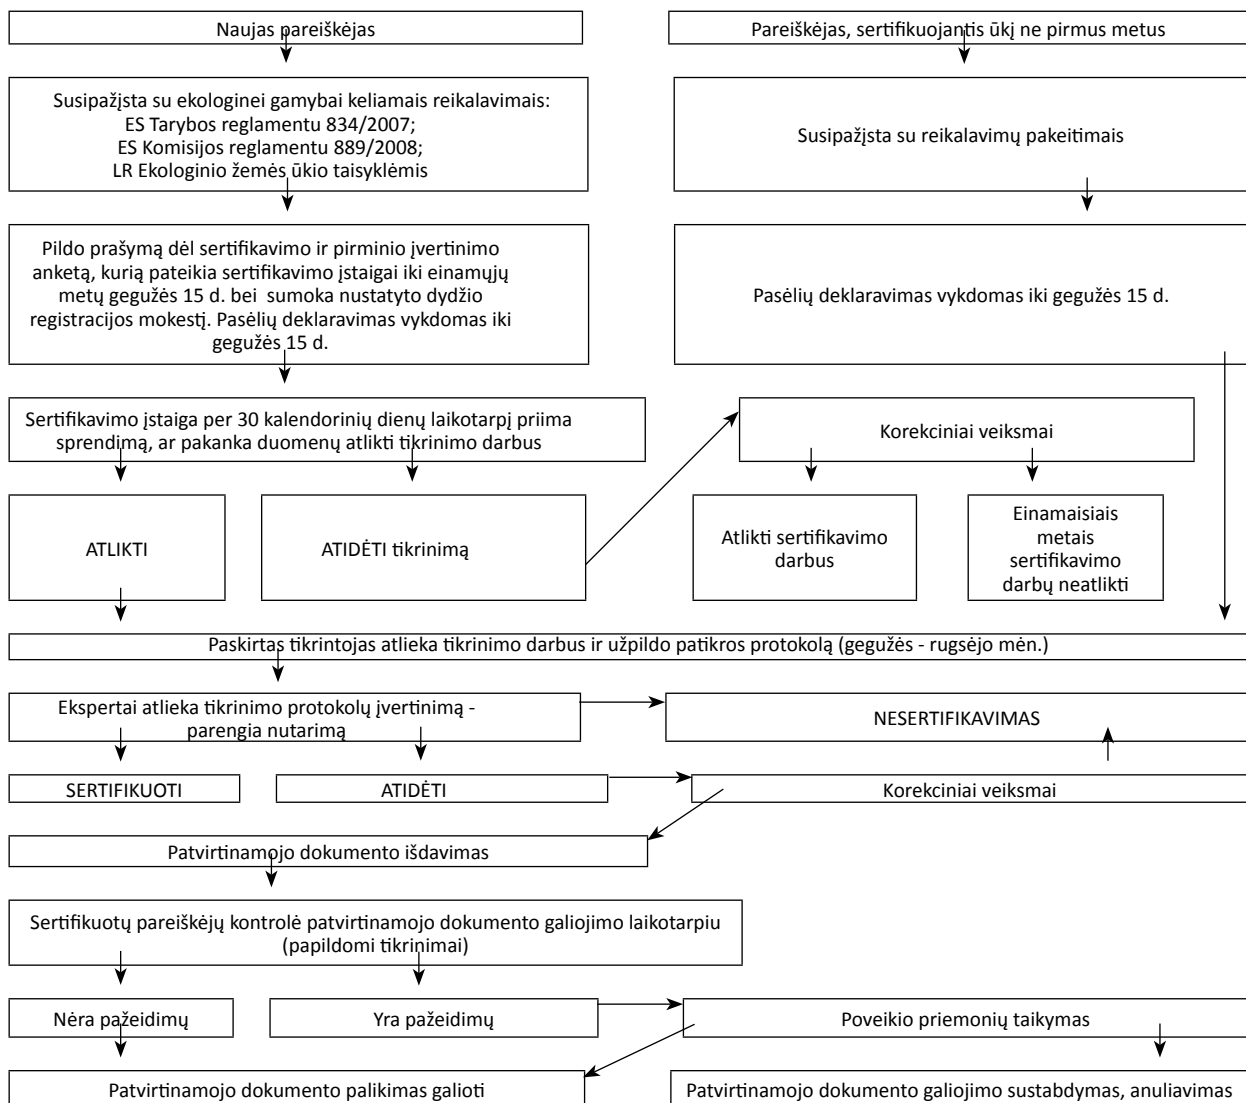 Naujas pareiškėjas
Pareiškėjas, sertifikuojantis ūkį ne pirmus metus
Susipažįsta su ekologinei gamybai keliamais reikalavimais:
ES Tarybos reglamentu 834/2007;
ES Komisijos reglamentu 889/2008;
LR Ekologinio žemės ūkio taisyklėmis
Susipažįsta su reikalavimų pakeitimais
Pildo prašymą dėl sertifikavimo ir pirminio įvertinimo
anketą, kurią pateikia sertifikavimo įstaigai iki einamųjų
metų gegužės 15 d. bei sumoka nustatyto dydžio
registracijos mokestį. Pasėlių deklaravimas vykdomas iki
gegužės 15 d.
Pasėlių deklaravimas vykdomas iki gegužės 15 d.
Sertifikavimo įstaiga per 30 kalendorinių dienų laikotarpį priima
sprendimą, ar pakanka duomenų atlikti tikrinimo darbus
Korekciniai veiksmai
ATLIKTI
ATIDĖTI tikrinimą
Atlikti sertifikavimo
darbus
Einamaisiais
metais
sertifikavimo
darbų neatlikti
Paskirtas tikrintojas atlieka tikrinimo darbus ir užpildo patikros protokolą (gegužės - rugsėjo mėn.)
Ekspertai atlieka tikrinimo protokolų įvertinimą -
parengia nutarimą
NESERTIFIKAVIMAS
SERTIFIKUOTI
ATIDĖTI
Korekciniai veiksmai
Patvirtinamojo dokumento išdavimas
Sertifikuotų pareiškėjų kontrolė patvirtinamojo dokumento galiojimo laikotarpiu
(papildomi tikrinimai)
Nėra pažeidimų
Yra pažeidimų
Poveikio priemonių taikymas
Patvirtinamojo dokumento palikimas galioti
Patvirtinamojo dokumento galiojimo sustabdymas, anuliavimas